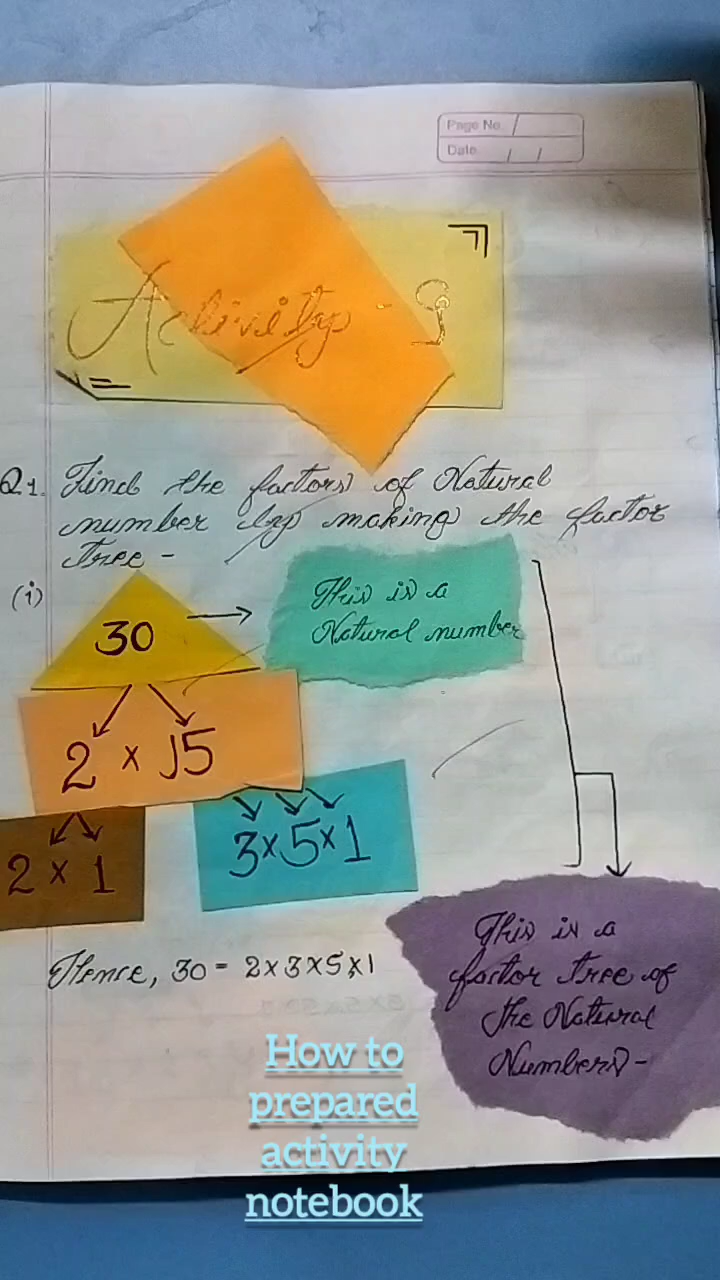 Page No.
Date
Activity - 9
Q1. Find the factors of Natural
number by making the factor
tree -
(i)
30
This is a
Natural number
2 × 15
2 × 1
3×5×1
Hence, 30 = 2×3×5×1
This is a
factor tree of
the Natural
Numbers -
How to
prepared
activity
notebook